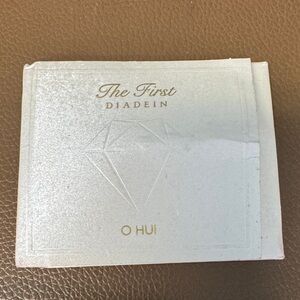 The First
DIADEIN
O HUI